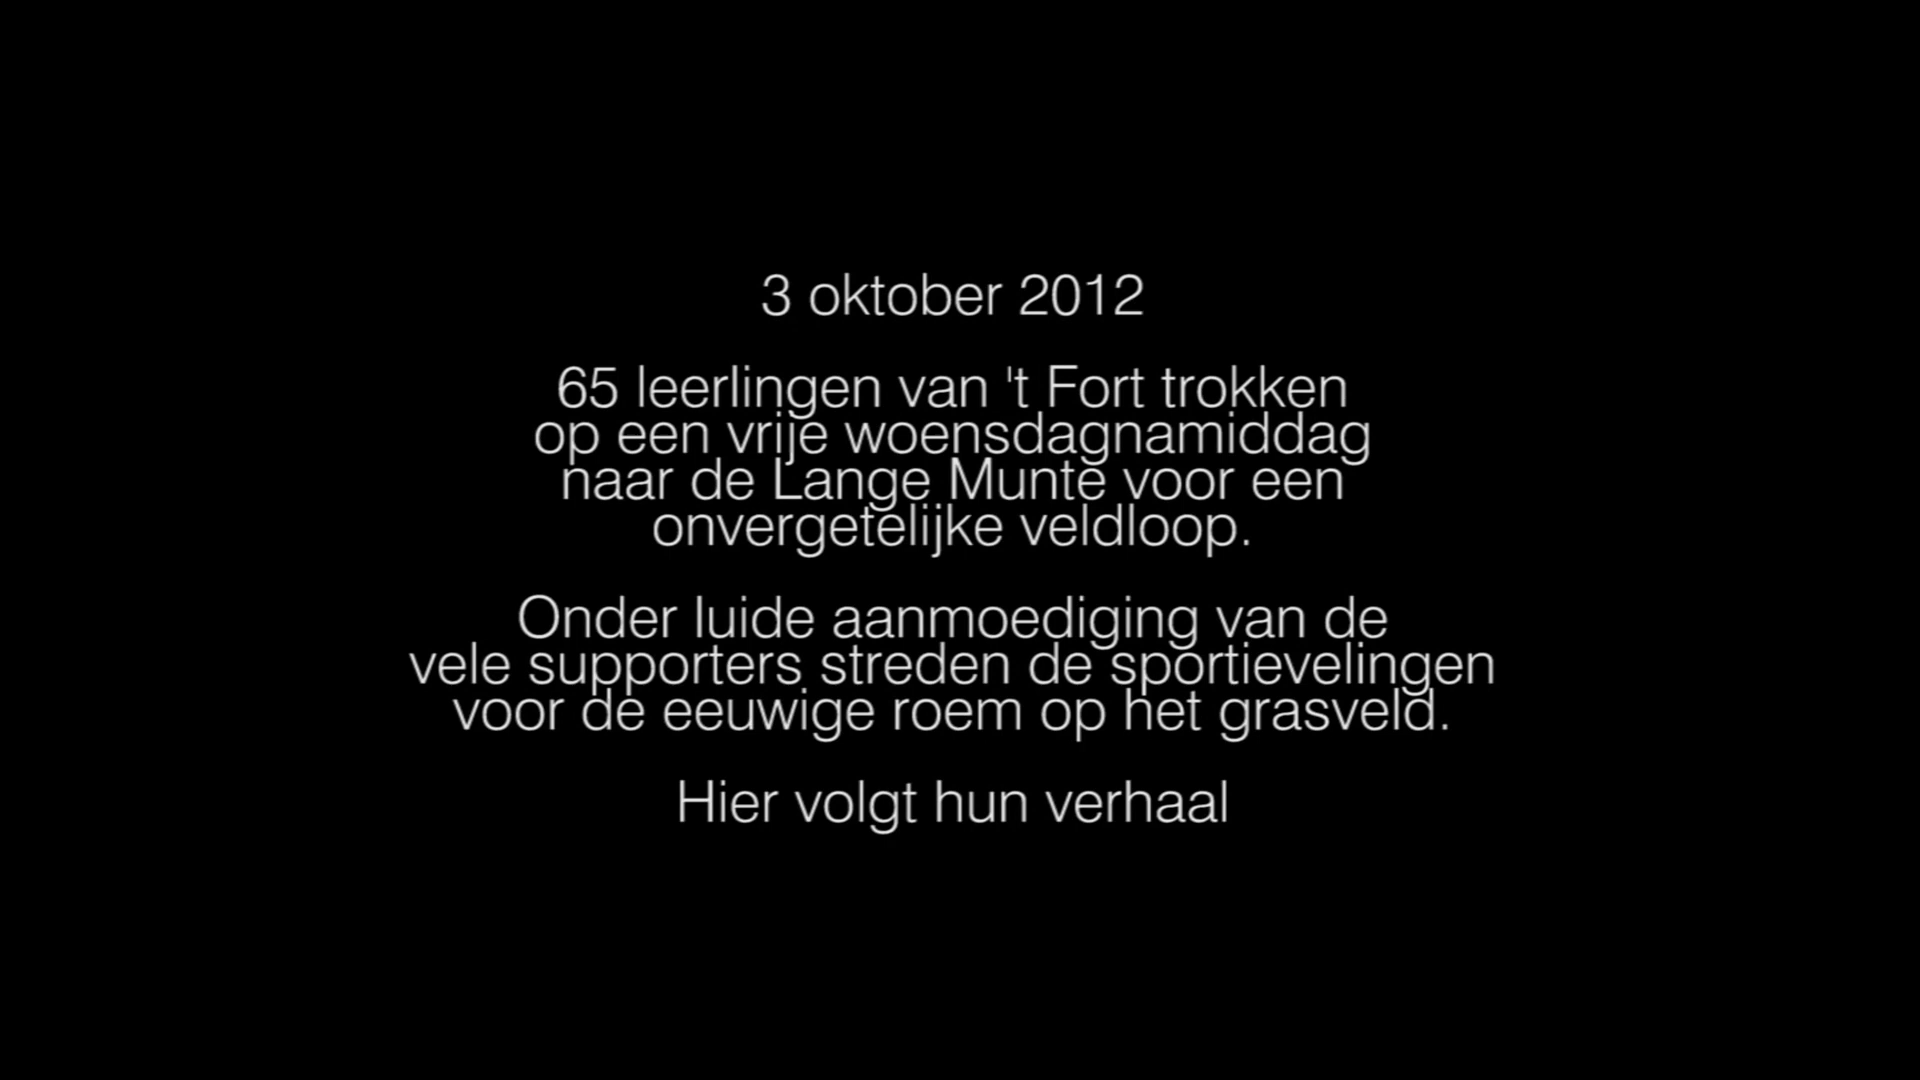 3 oktober 2012
65 leerlingen van 't Fort trokken
op een vrije woensdagnamiddag
naar de Lange Munte voor een
onvergetelijke veldloop.
Onder luide aanmoediging van de
vele supporters streden de sportievelingen
voor de eeuwige roem op het grasveld.
Hier volgt hun verhaal